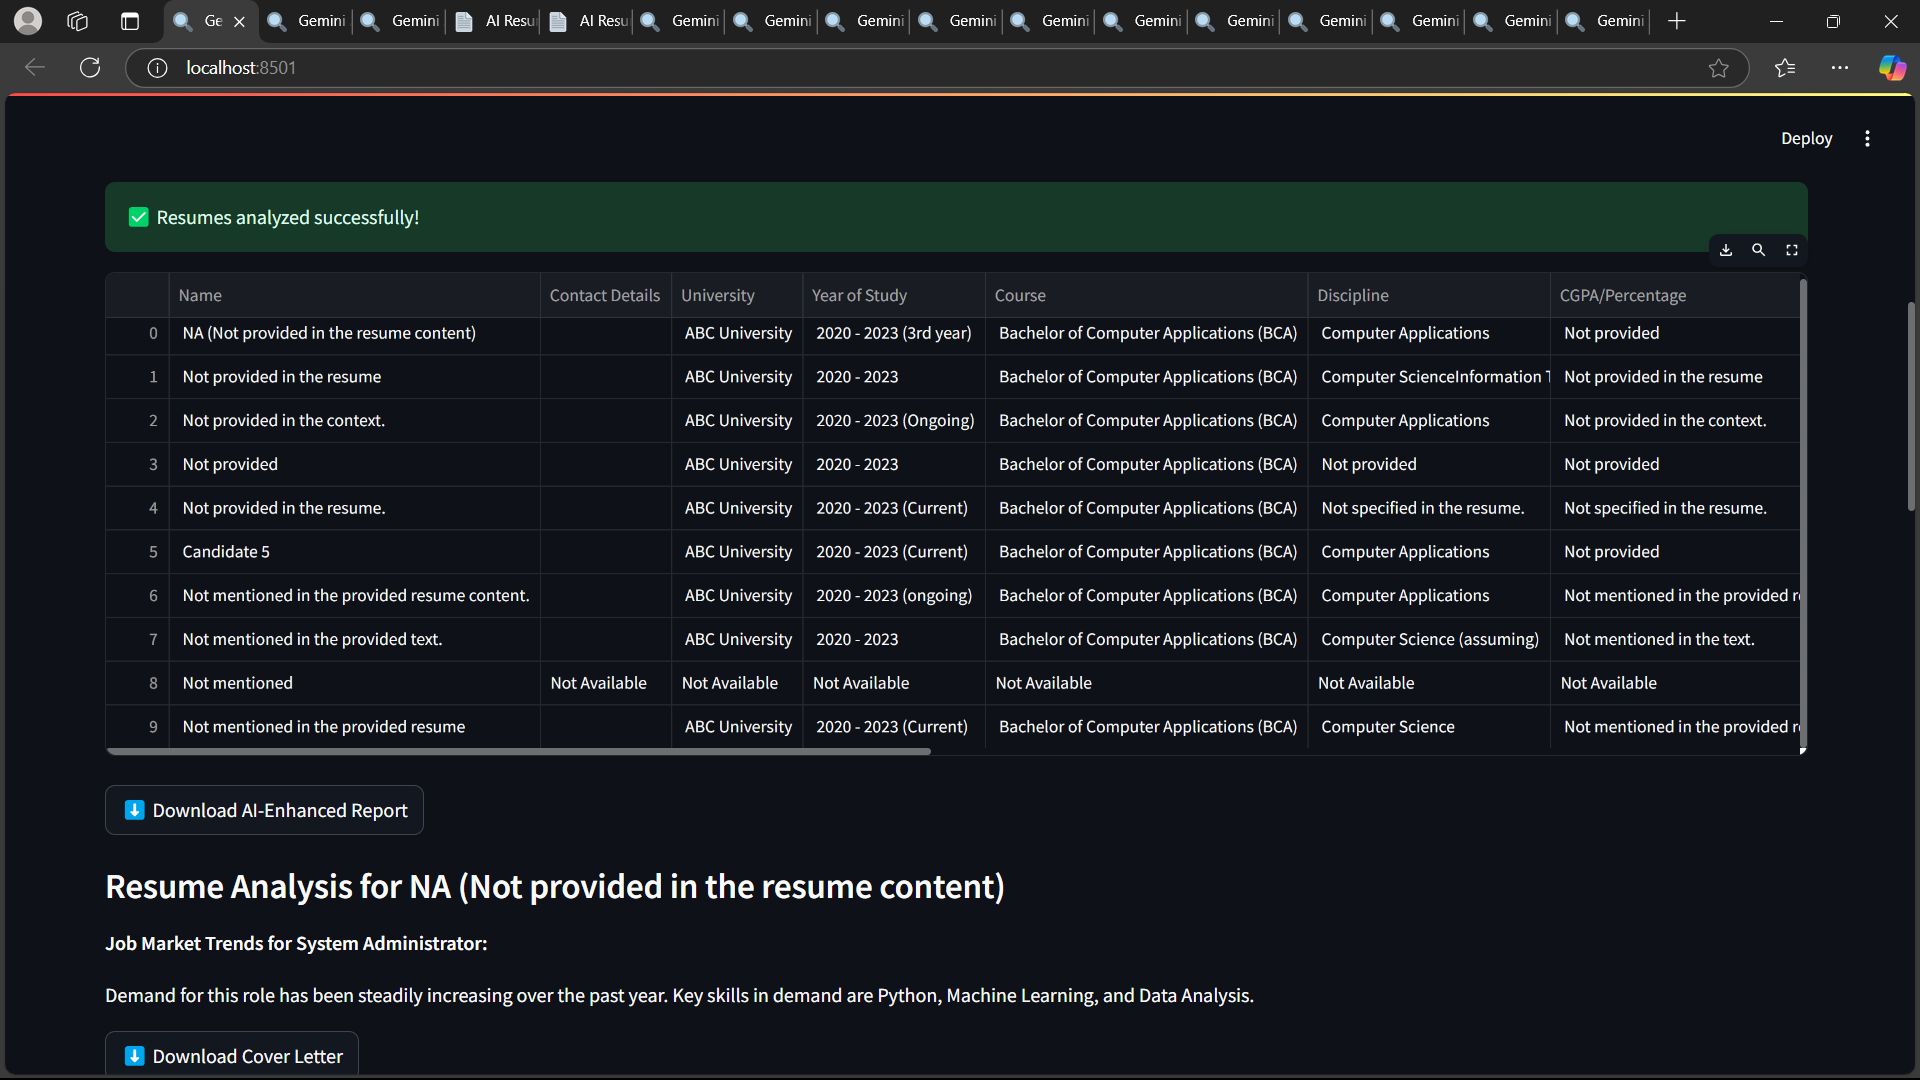 Ge
Gemini
Gemini
AI Resu
AI Resu
Gemini
Gemini
Gemini
Gemini
Gemini
Gemini
Gemini
Gemini
Gemini
Gemini
Gemini
localhost:8501
Deploy
✅ Resumes analyzed successfully!
Name Contact Details University Year of Study Course Discipline CGPA/Percentage
0 NA (Not provided in the resume content) ABC University 2020 - 2023 (3rd year) Bachelor of Computer Applications (BCA) Computer Applications Not provided
1 Not provided in the resume ABC University 2020 - 2023 Bachelor of Computer Applications (BCA) Computer ScienceInformation T Not provided in the resume
2 Not provided in the context. ABC University 2020 - 2023 (Ongoing) Bachelor of Computer Applications (BCA) Computer Applications Not provided in the context.
3 Not provided ABC University 2020 - 2023 Bachelor of Computer Applications (BCA) Not provided Not provided
4 Not provided in the resume. ABC University 2020 - 2023 (Current) Bachelor of Computer Applications (BCA) Not specified in the resume. Not specified in the resume.
5 Candidate 5 ABC University 2020 - 2023 (Current) Bachelor of Computer Applications (BCA) Computer Applications Not provided
6 Not mentioned in the provided resume content. ABC University 2020 - 2023 (ongoing) Bachelor of Computer Applications (BCA) Computer Applications Not mentioned in the provided r
7 Not mentioned in the provided text. ABC University 2020 - 2023 Bachelor of Computer Applications (BCA) Computer Science (assuming) Not mentioned in the text.
8 Not mentioned Not Available Not Available Not Available Not Available Not Available Not Available
9 Not mentioned in the provided resume ABC University 2020 - 2023 (Current) Bachelor of Computer Applications (BCA) Computer Science Not mentioned in the provided r
Download AI-Enhanced Report
Resume Analysis for NA (Not provided in the resume content)
Job Market Trends for System Administrator:
Demand for this role has been steadily increasing over the past year. Key skills in demand are Python, Machine Learning, and Data Analysis.
Download Cover Letter